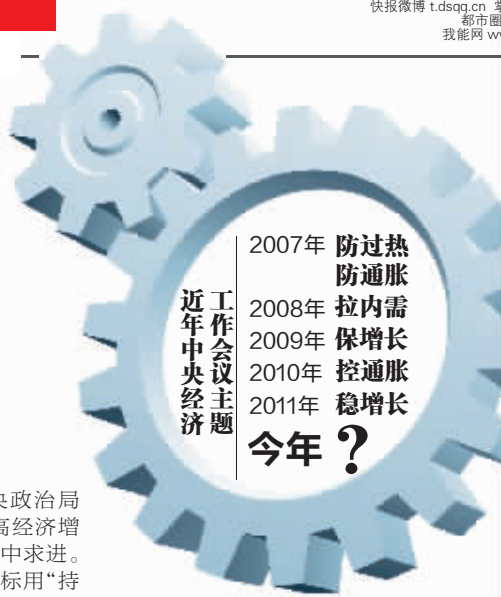 快报微博 t.dsqq.cn
都市圈
我能网
近年中央经济
工作会议主题
2007年 防过热
防通胀
2008年 拉内需
2009年 保增长
2010年 控通胀
2011年 稳增长
今年？
央政治局
高经济增
中求进。
标用“持